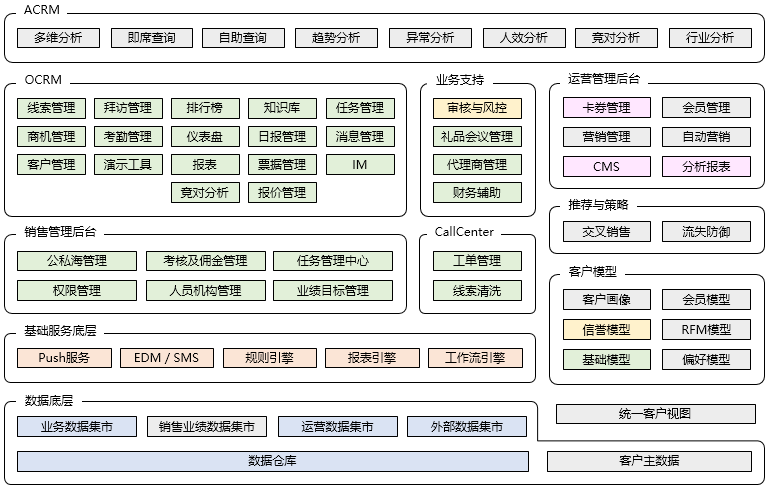 ACRM
多维分析 即席查询 自助查询 趋势分析 异常分析 人效分析 竞对分析 行业分析
OCRM
线索管理 拜访管理 排行榜 知识库 任务管理
商机管理 考勤管理 仪表盘 日报管理 消息管理
客户管理 演示工具 报表 票据管理 IM
竞对分析 报价管理
业务支持
审核与风控
礼品会议管理
代理商管理
财务辅助
运营管理后台
卡券管理 会员管理
营销管理 自动营销
CMS 分析报表
推荐与策略
交叉销售 流失防御
销售管理后台
公私海管理 考核及佣金管理 任务管理中心
权限管理 人员机构管理 业绩目标管理
CallCenter
工单管理
线索清洗
客户模型
客户画像 会员模型
信誉模型 RFM模型
基础模型 偏好模型
基础服务底层
Push服务 EDM / SMS 规则引擎 报表引擎 工作流引擎
数据底层
业务数据集市 销售业绩数据集市 运营数据集市 外部数据集市
统一客户视图
数据仓库 客户主数据